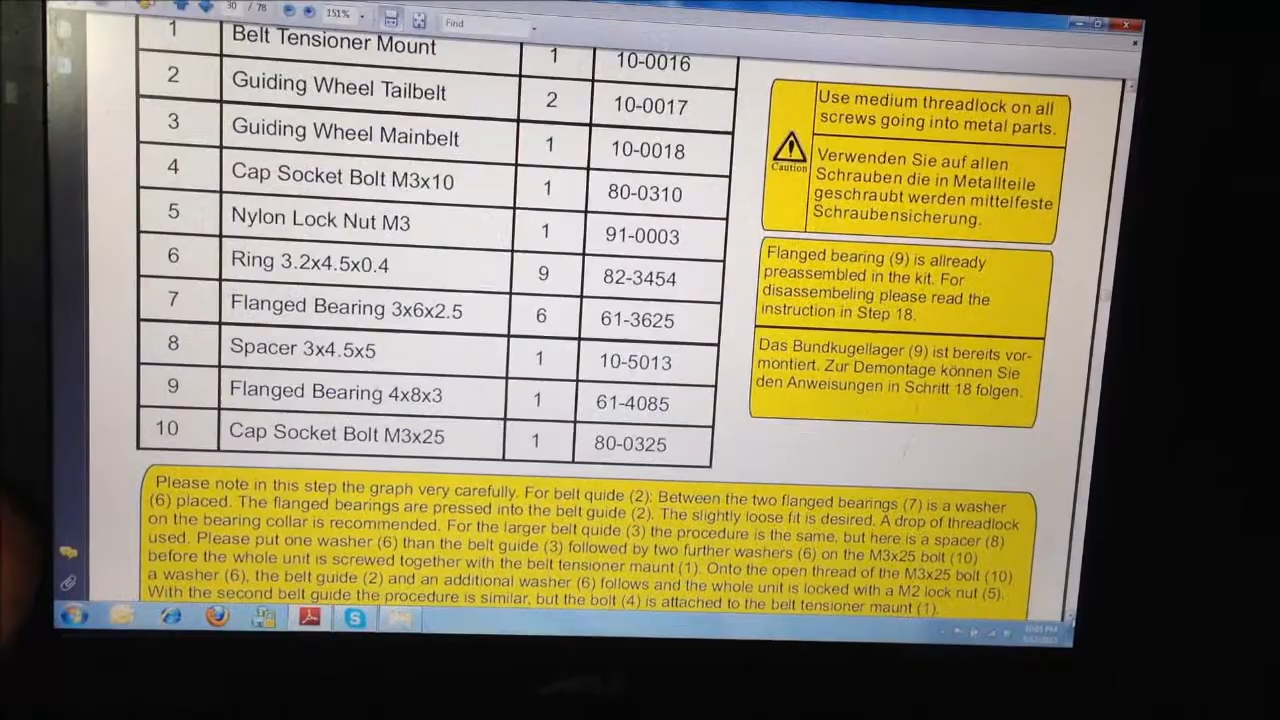 30 / 78 151% Find
1 Belt Tensioner Mount 1 10-0016
2 Guiding Wheel Tailbelt 2 10-0017
3 Guiding Wheel Mainbelt 1 10-0018
4 Cap Socket Bolt M3x10 1 80-0310
5 Nylon Lock Nut M3 1 91-0003
6 Ring 3.2x4.5x0.4 9 82-3454
7 Flanged Bearing 3x6x2.5 6 61-3625
8 Spacer 3x4.5x5 1 10-5013
9 Flanged Bearing 4x8x3 1 61-4085
10 Cap Socket Bolt M3x25 1 80-0325
Caution
Use medium threadlock on all
screws going into metal parts.
Verwenden Sie auf allen
Schrauben die in Metallteile
geschraubt werden mittelfeste
Schraubensicherung.
Flanged bearing (9) is allready
preassembled in the kit. For
disassembeling please read the
instruction in Step 18.
Das Bundkugellager (9) ist bereits vor-
montiert. Zur Demontage können Sie
den Anweisungen in Schritt 18 folgen.
Please note in this step the graph very carefully. For belt quide (2): Between the two flanged bearings (7) is a washer
(6) placed. The flanged bearings are pressed into the belt guide (2). The slightly loose fit is desired. A drop of threadlock
on the bearing collar is recommended. For the larger belt quide (3) the procedure is the same, but here is a spacer (8)
used. Please put one washer (6) than the belt guide (3) followed by two further washers (6) on the M3x25 bolt (10)
before the whole unit is screwed together with the belt tensioner maunt (1). Onto the open thread of the M3x25 bolt (10)
a washer (6), the belt guide (2) and an additional washer (6) follows and the whole unit is locked with a M2 lock nut (5).
With the second belt guide the procedure is similar, but the bolt (4) is attached to the belt tensioner maunt (1).